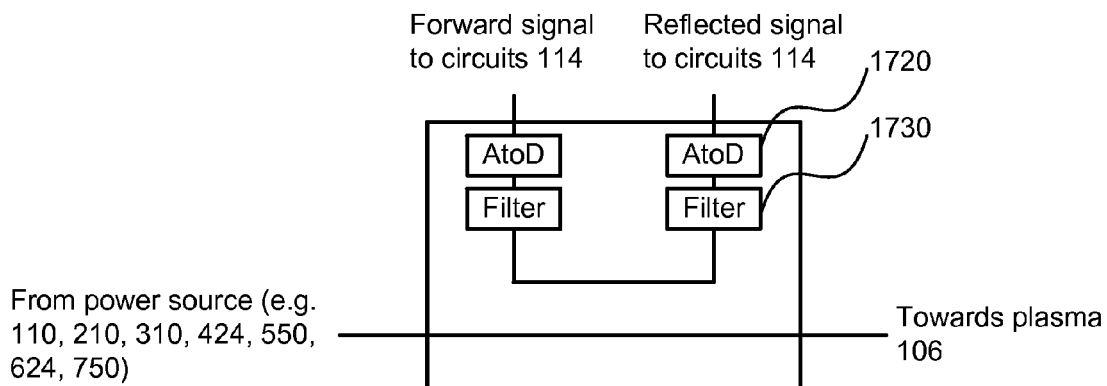 Forward signal
to circuits 114
Reflected signal
to circuits 114
1720
1730
AtoD
AtoD
Filter
Filter
From power source (e.g.
110, 210, 310, 424, 550,
624, 750)
Towards plasma
106